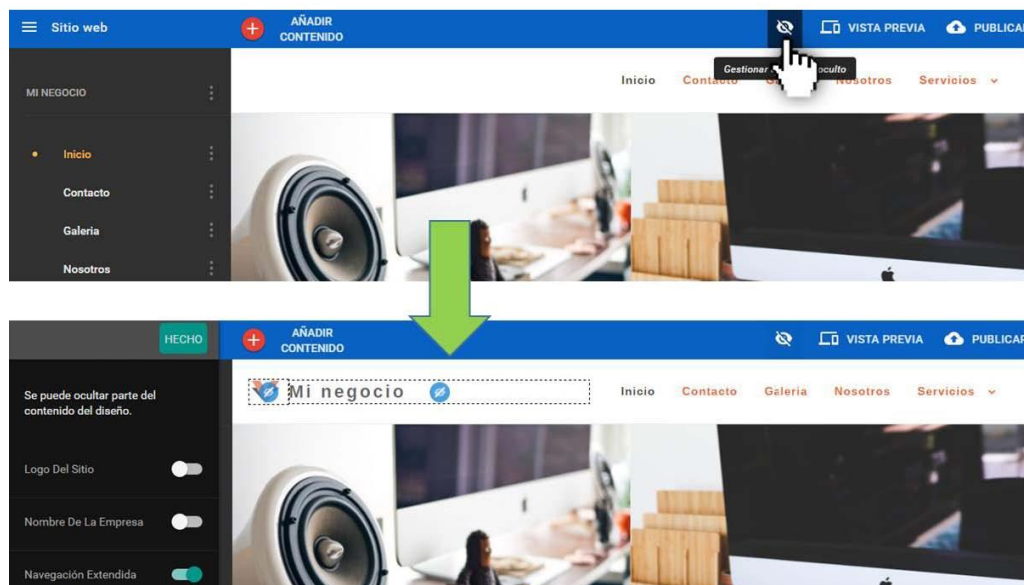 Sitio web
AÑADIR
CONTENIDO
VISTA PREVIA
PUBLICAR
Gestionar
oculto
Inicio
Contacto
Nosotros
Servicios
MI NEGOCIO
Inicio
Contacto
Galeria
Nosotros
HECHO
AÑADIR
CONTENIDO
VISTA PREVIA
PUBLICAR
Se puede ocultar parte del
contenido del diseño.
Mi negocio
Inicio
Contacto
Galeria
Nosotros
Servicios
Logo Del Sitio
Nombre De La Empresa
Navegación Extendida